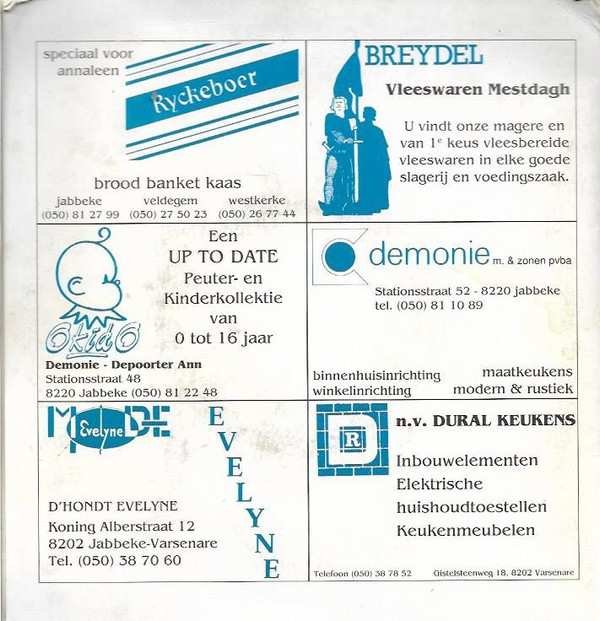 speciaal voor
annaleen
Ryckeboer
brood banket kaas
jabbeke veldegem westkerke
(050) 81 27 99 (050) 27 50 23 (050) 26 77 44
BREYDEL
Vleeswaren Mestdagh
U vindt onze magere en
van 1e keus vleesbereide
vleeswaren in elke goede
slagerij en voedingszaak.
Een
UP TO DATE
Peuter- en
Kinderkollektie
van
0 tot 16 jaar
OkidO
Demonie - Depoorter Ann
Stationsstraat 48
8220 Jabbeke (050) 81 22 48
demonie m. & zonen pvba
Stationsstraat 52 - 8220 jabbeke
tel. (050) 81 10 89
binnenhuisinrichting maatkeukens
winkelinrichting modern & rustiek
MODE
Evelyne
EVELYNE
D'HONDT EVELYNE
Koning Alberstraat 12
8202 Jabbeke-Varsenare
Tel. (050) 38 70 60
D
R
n.v. DURAL KEUKENS
Inbouwelementen
Elektrische
huishoudtoestellen
Keukenmeubelen
Telefoon (050) 38 78 52 Gistelsteenweg 18, 8202 Varsenare